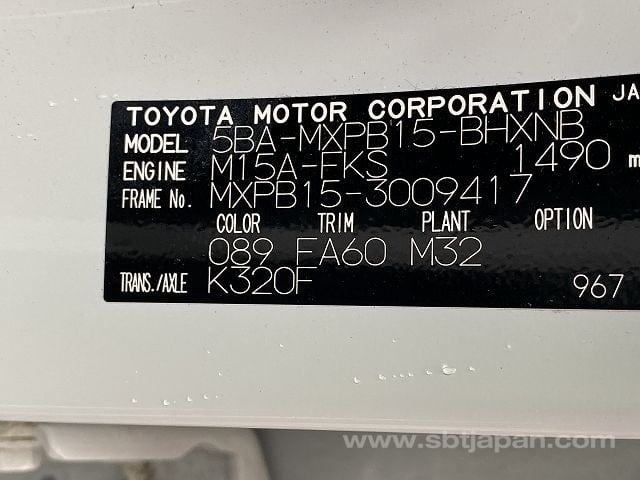 TOYOTA MOTOR CORPORATION JA
MODEL 5BA-MXPB15-BHXNB
ENGINE M15A-FKS 1490 m
FRAME No. MXPB15-3009417
COLOR TRIM PLANT OPTION
089 FA60 M32
TRANS./AXLE K320F 967
www.sbtjapan.com